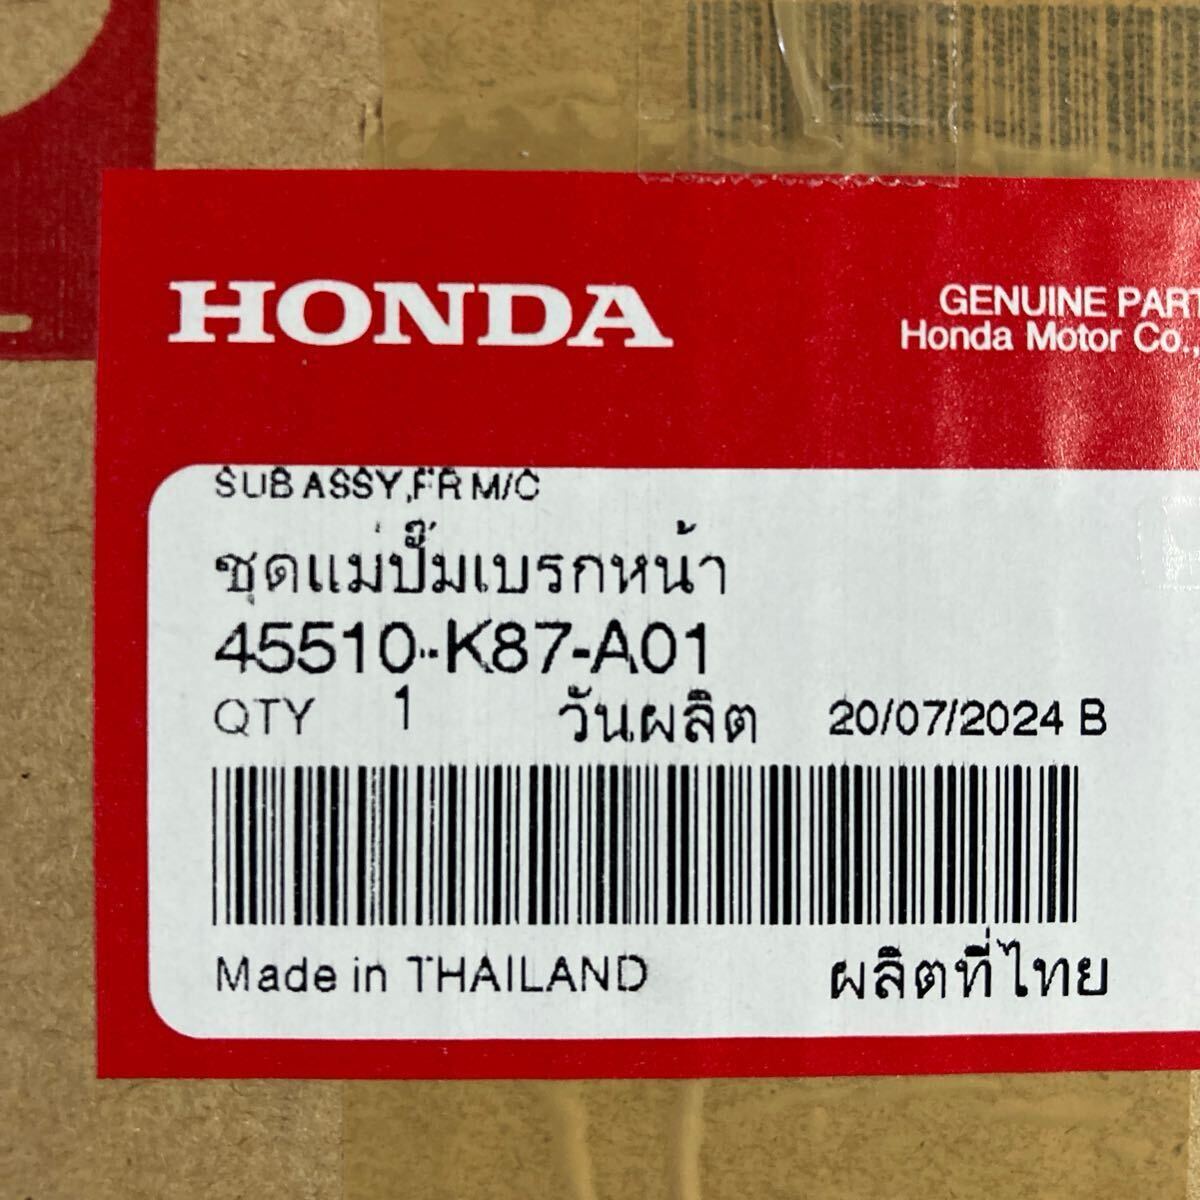 HONDA
GENUINE PART
Honda Motor Co.,
SUB ASSY,FR M/C
ชุดแม่ปั๊มเบรกหน้า
45510-K87-A01
QTY 1 วันผลิต 20/07/2024 B
Made in THAILAND ผลิตที่ไทย